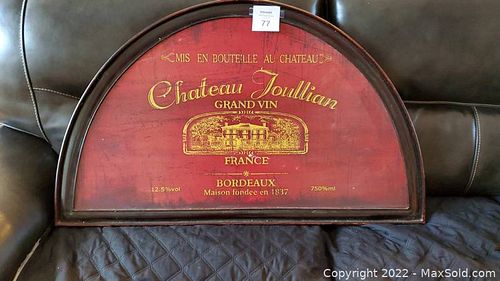 77
MIS EN BOUTEILLE AU CHATEAU
Chateau Joullian
GRAND VIN
FRANCE
BORDEAUX
12.5%vol
Maison fondee en 1837
750%ml
Copyright © 2022 - MaxSold.com